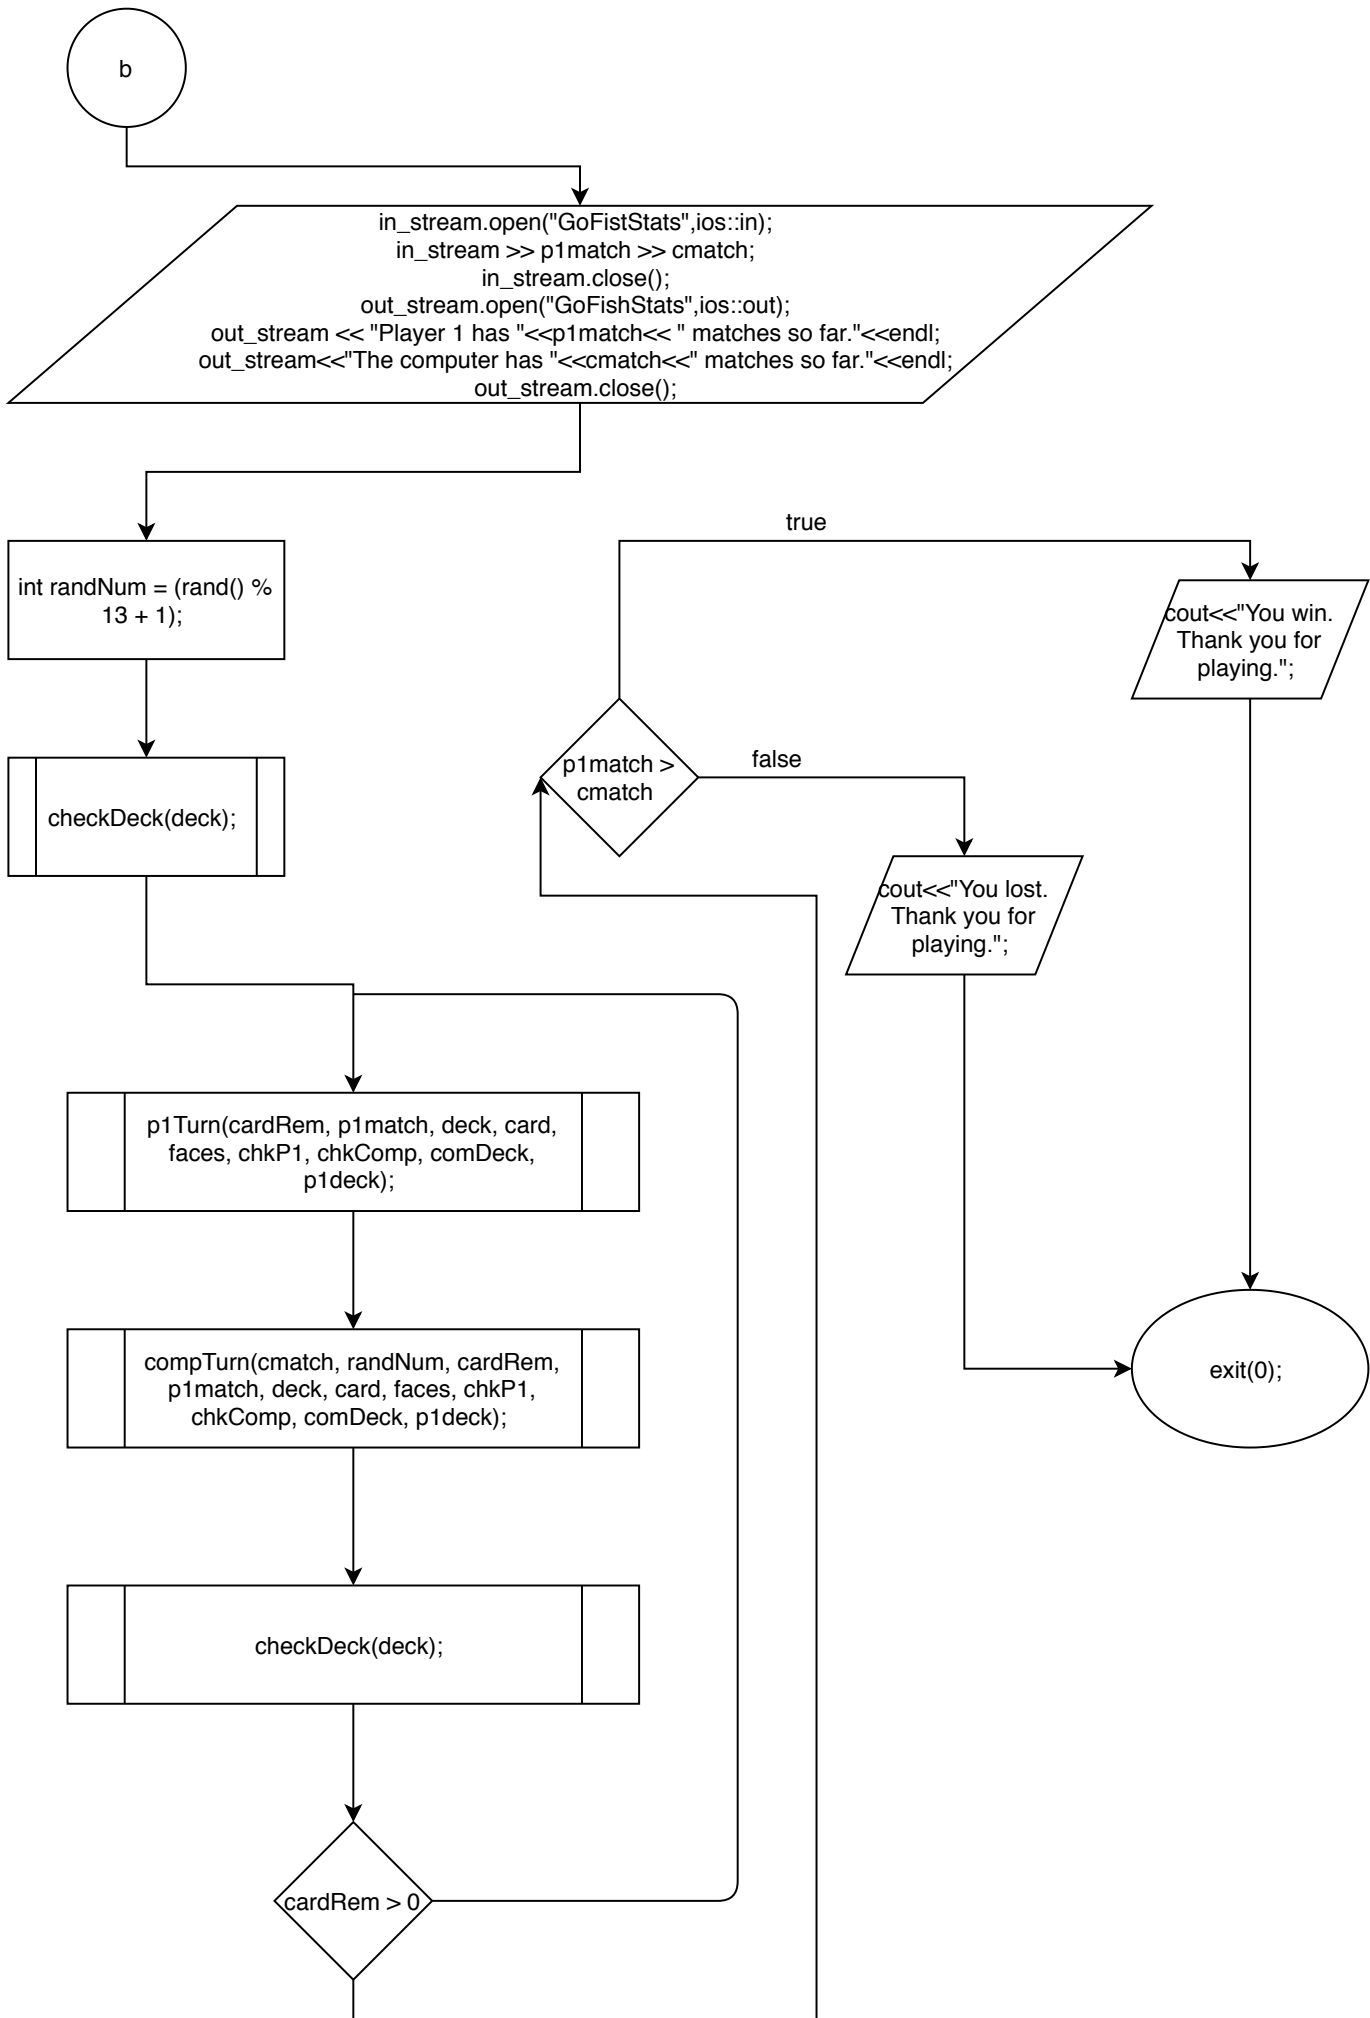 b
in_stream.open("GoFistStats",ios::in);
in_stream >> p1match >> cmatch;
in_stream.close();
out_stream.open("GoFishStats",ios::out);
out_stream << "Player 1 has "<<p1match<< " matches so far."<<endl;
out_stream<<"The computer has "<<cmatch<<" matches so far."<<endl;
out_stream.close();
int randNum = (rand() %
13 + 1);
checkDeck(deck);
true
cout<<"You win.
Thank you for
playing.";
p1match >
cmatch
false
cout<<"You lost.
Thank you for
playing.";
p1Turn(cardRem, p1match, deck, card,
faces, chkP1, chkComp, comDeck,
p1deck);
compTurn(cmatch, randNum, cardRem,
p1match, deck, card, faces, chkP1,
chkComp, comDeck, p1deck);
exit(0);
checkDeck(deck);
cardRem > 0